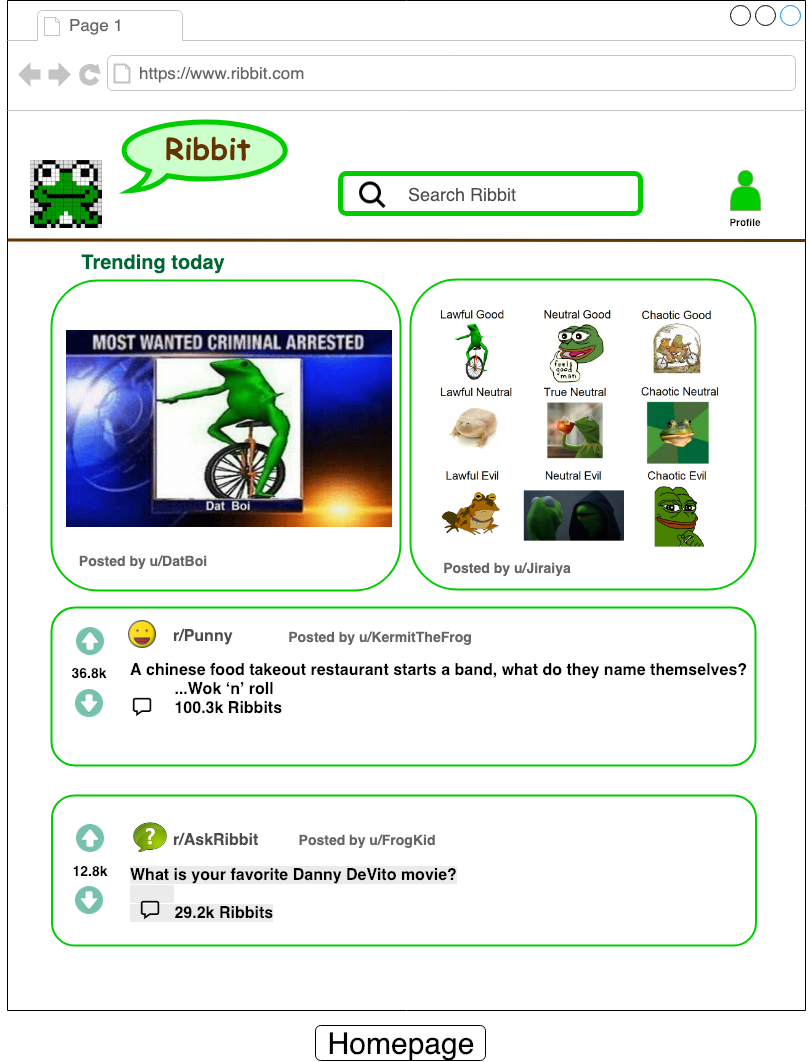 Page 1
https://www.ribbit.com
Ribbit
Search Ribbit
Profile
Trending today
MOST WANTED CRIMINAL ARRESTED
Dat Boi
Posted by u/DatBoi
Lawful Good Neutral Good Chaotic Good
feels
good
man
Lawful Neutral True Neutral Chaotic Neutral
Lawful Evil Neutral Evil Chaotic Evil
Posted by u/Jiraiya
r/Punny Posted by u/KermitTheFrog
36.8k
A chinese food takeout restaurant starts a band, what do they name themselves?
...Wok ‘n’ roll
100.3k Ribbits
?
r/AskRibbit Posted by u/FrogKid
12.8k
What is your favorite Danny DeVito movie?
29.2k Ribbits
Homepage